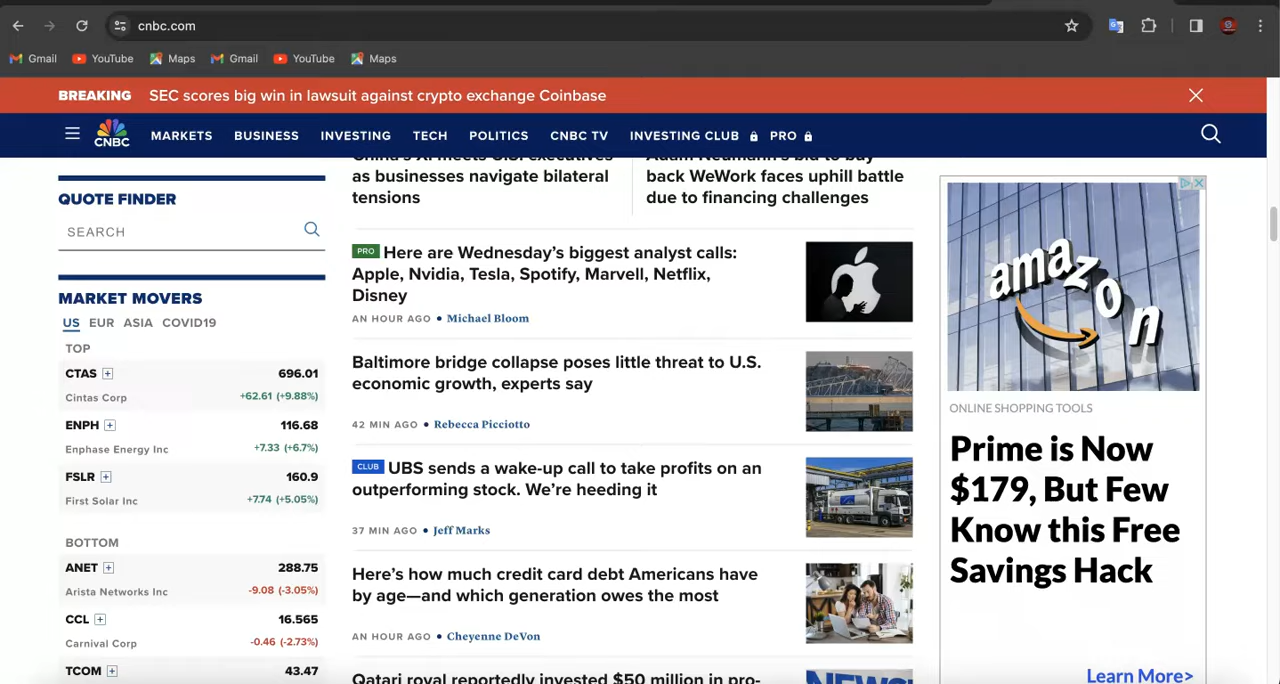 cnbc.com
Gmail YouTube Maps Gmail YouTube Maps
BREAKING SEC scores big win in lawsuit against crypto exchange Coinbase
CNBC MARKETS BUSINESS INVESTING TECH POLITICS CNBC TV INVESTING CLUB PRO
QUOTE FINDER
SEARCH
MARKET MOVERS
US EUR ASIA COVID19
TOP
CTAS + 696.01
Cintas Corp +62.61 (+9.88%)
ENPH + 116.68
Enphase Energy Inc +7.33 (+6.7%)
FSLR + 160.9
First Solar Inc +7.74 (+5.05%)
BOTTOM
ANET + 288.75
Arista Networks Inc -9.08 (-3.05%)
CCL + 16.565
Carnival Corp -0.46 (-2.73%)
TCOM + 43.47
China's Xi meets U.S. executives
as businesses navigate bilateral
tensions
Adam Neumann's bid to buy
back WeWork faces uphill battle
due to financing challenges
PRO Here are Wednesday's biggest analyst calls:
Apple, Nvidia, Tesla, Spotify, Marvell, Netflix,
Disney
AN HOUR AGO • Michael Bloom
Baltimore bridge collapse poses little threat to U.S.
economic growth, experts say
42 MIN AGO • Rebecca Picciotto
CLUB UBS sends a wake-up call to take profits on an
outperforming stock. We're heeding it
37 MIN AGO • Jeff Marks
Here's how much credit card debt Americans have
by age—and which generation owes the most
AN HOUR AGO • Cheyenne DeVon
Qatari royal reportedly invested $50 million in pro-
NEWS
amazon
ONLINE SHOPPING TOOLS
Prime is Now
$179, But Few
Know this Free
Savings Hack
Learn More>